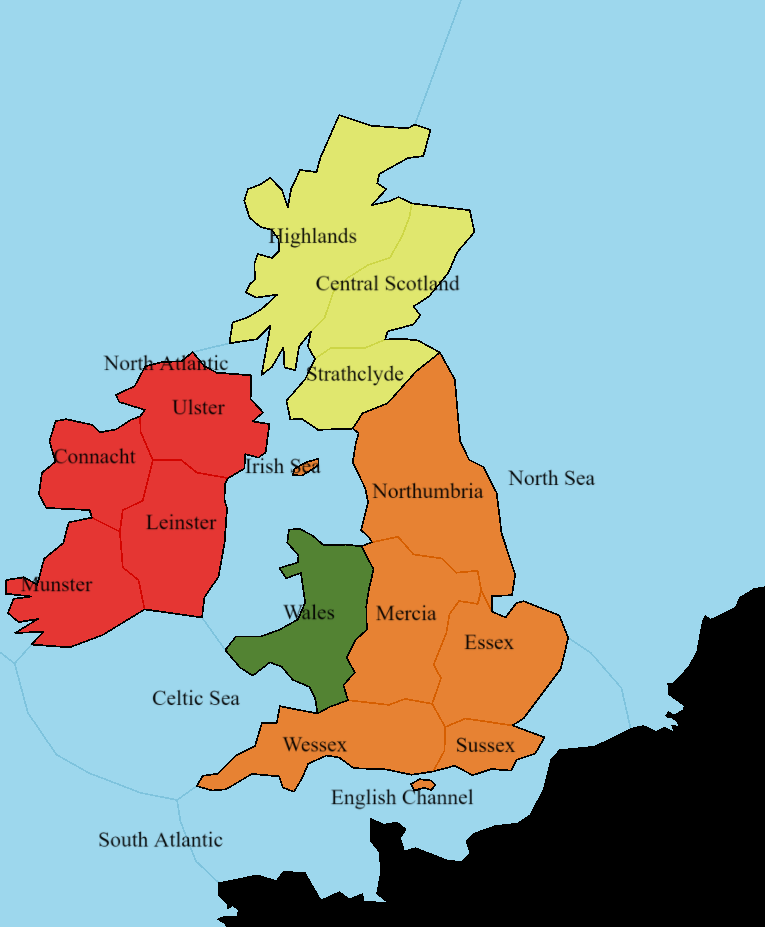 Highlands
Central Scotland
North Atlantic
Strathclyde
Ulster
Connacht
Irish Sea
North Sea
Northumbria
Leinster
Munster
Wales
Mercia
Essex
Celtic Sea
Wessex
Sussex
English Channel
South Atlantic